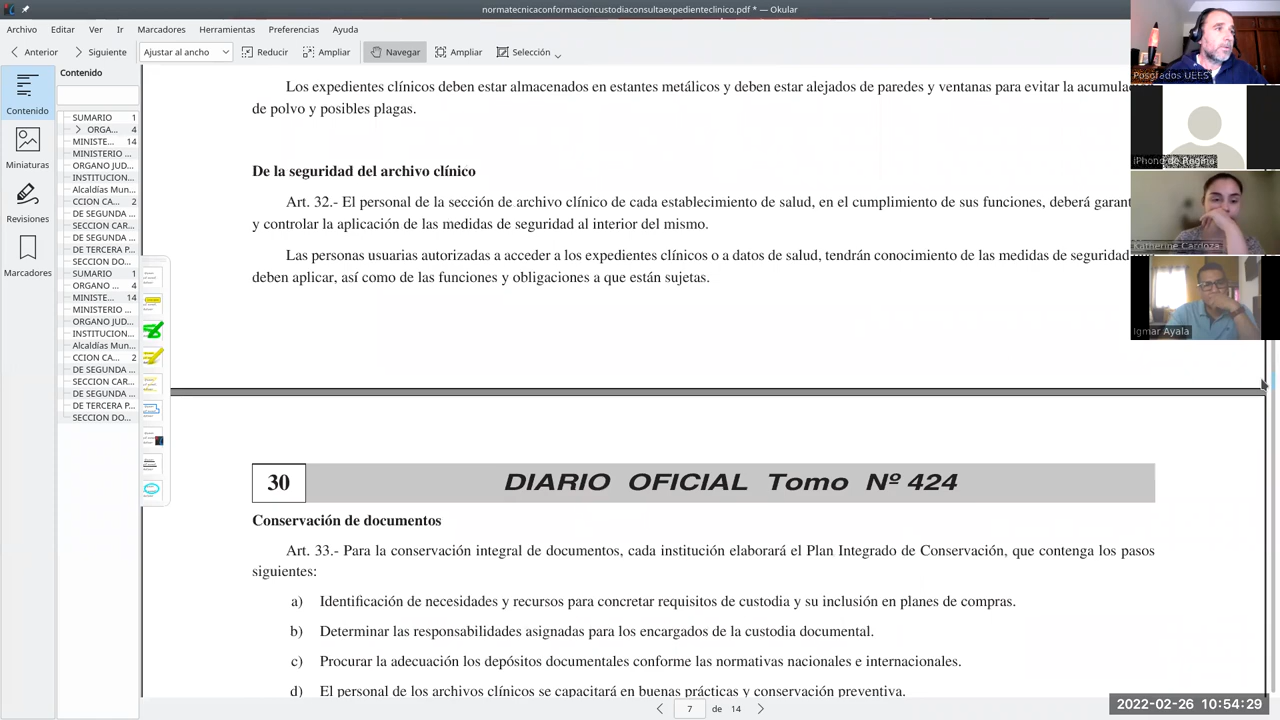 normatecnicaconformacioncustodiaconsultaexpedienteclinico.pdf * — Okular
Archivo Editar Ver Ir Marcadores Herramientas Preferencias Ayuda
Anterior Siguiente Ajustar al ancho Reducir Ampliar Navegar Ampliar Selección
Contenido
Miniaturas
Revisiones
Marcadores
Contenido
SUMARIO 1
ORGA... 4
MINISTE... 14
MINISTERIO ...
ORGANO JUD...
INSTITUCION...
Alcaldías Mun...
CCION CA... 2
DE SEGUNDA ...
SECCION CAR...
DE SEGUNDA ...
DE TERCERA P...
SECCION DO...
SUMARIO 1
ORGANO ... 4
MINISTE... 14
MINISTERIO ...
ORGANO JUD...
INSTITUCION...
Alcaldías Mun...
CCION CA... 2
DE SEGUNDA ...
SECCION CAR...
DE SEGUNDA ...
DE TERCERA P...
SECCION DO...
Los expedientes clínicos deben estar almacenados en estantes metálicos y deben estar alejados de paredes y ventanas para evitar la acumula
de polvo y posibles plagas.
De la seguridad del archivo clínico
Art. 32.- El personal de la sección de archivo clínico de cada establecimiento de salud, en el cumplimiento de sus funciones, deberá garant
y controlar la aplicación de las medidas de seguridad al interior del mismo.
Las personas usuarias autorizadas a acceder a los expedientes clínicos o a datos de salud, tendrán conocimiento de las medidas de seguridad
deben aplicar, así como de las funciones y obligaciones a que están sujetas.
30 DIARIO OFICIAL Tomo Nº 424
Conservación de documentos
Art. 33.- Para la conservación integral de documentos, cada institución elaborará el Plan Integrado de Conservación, que contenga los pasos
siguientes:
a) Identificación de necesidades y recursos para concretar requisitos de custodia y su inclusión en planes de compras.
b) Determinar las responsabilidades asignadas para los encargados de la custodia documental.
c) Procurar la adecuación los depósitos documentales conforme las normativas nacionales e internacionales.
d) El personal de los archivos clínicos se capacitará en buenas prácticas y conservación preventiva.
7 de 14
Posgrados UEES
iPhone de Regina
Katherine Cardoza
Igmar Ayala
2022-02-26 10:54:29